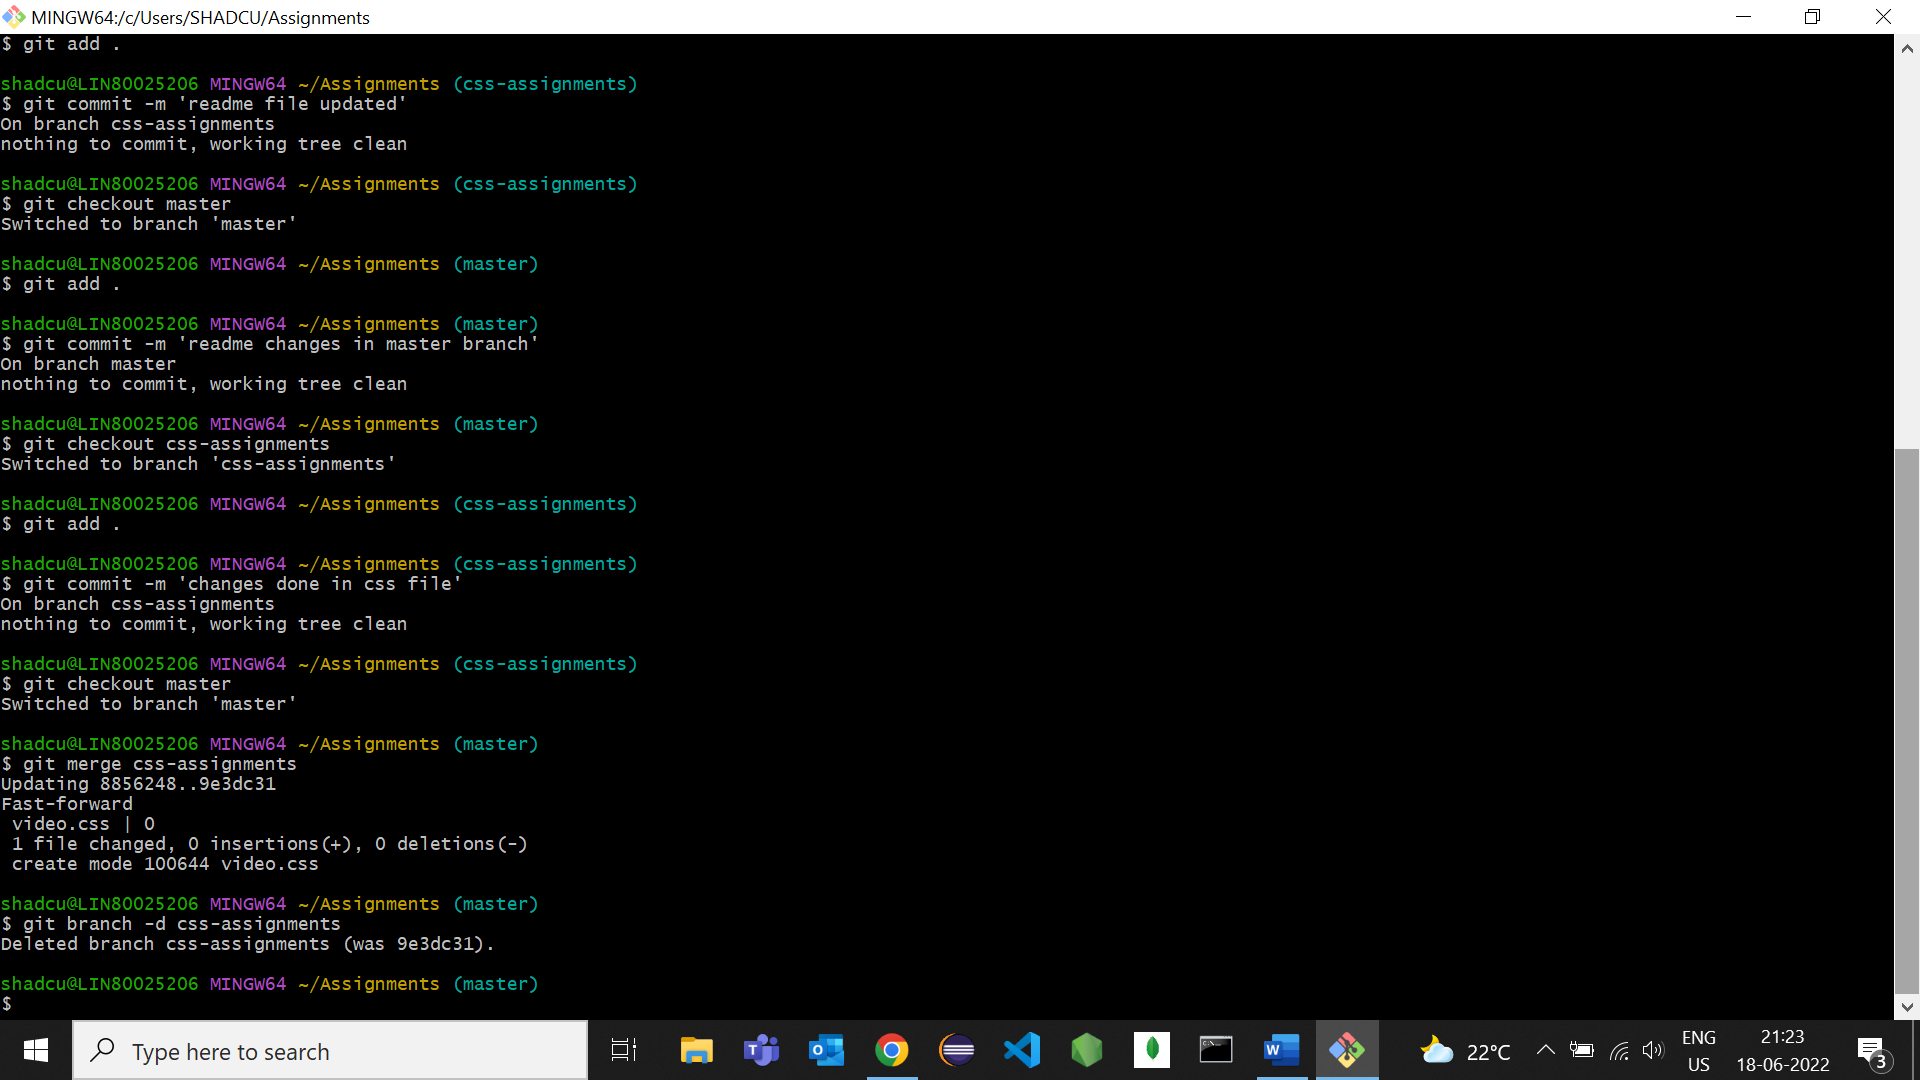 MINGW64:/c/Users/SHADCU/Assignments
$ git add .
shadcu@LIN80025206 MINGW64 ~/Assignments (css-assignments)
$ git commit -m 'readme file updated'
On branch css-assignments
nothing to commit, working tree clean
shadcu@LIN80025206 MINGW64 ~/Assignments (css-assignments)
$ git checkout master
Switched to branch 'master'
shadcu@LIN80025206 MINGW64 ~/Assignments (master)
$ git add .
shadcu@LIN80025206 MINGW64 ~/Assignments (master)
$ git commit -m 'readme changes in master branch'
On branch master
nothing to commit, working tree clean
shadcu@LIN80025206 MINGW64 ~/Assignments (master)
$ git checkout css-assignments
Switched to branch 'css-assignments'
shadcu@LIN80025206 MINGW64 ~/Assignments (css-assignments)
$ git add .
shadcu@LIN80025206 MINGW64 ~/Assignments (css-assignments)
$ git commit -m 'changes done in css file'
On branch css-assignments
nothing to commit, working tree clean
shadcu@LIN80025206 MINGW64 ~/Assignments (css-assignments)
$ git checkout master
Switched to branch 'master'
shadcu@LIN80025206 MINGW64 ~/Assignments (master)
$ git merge css-assignments
Updating 8856248..9e3dc31
Fast-forward
 video.css | 0
 1 file changed, 0 insertions(+), 0 deletions(-)
 create mode 100644 video.css
shadcu@LIN80025206 MINGW64 ~/Assignments (master)
$ git branch -d css-assignments
Deleted branch css-assignments (was 9e3dc31).
shadcu@LIN80025206 MINGW64 ~/Assignments (master)
$
Type here to search
22°C
ENG
US
21:23
18-06-2022
3